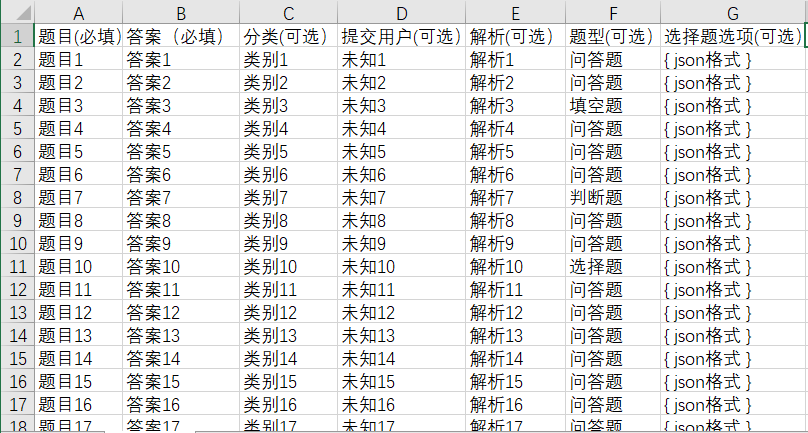 A B C D E F G
1 题目(必填) 答案（必填） 分类(可选) 提交用户(可选) 解析(可选) 题型(可选) 选择题选项(可选)
2 题目1 答案1 类别1 未知1 解析1 问答题 { json格式 }
3 题目2 答案2 类别2 未知2 解析2 问答题 { json格式 }
4 题目3 答案3 类别3 未知3 解析3 填空题 { json格式 }
5 题目4 答案4 类别4 未知4 解析4 问答题 { json格式 }
6 题目5 答案5 类别5 未知5 解析5 问答题 { json格式 }
7 题目6 答案6 类别6 未知6 解析6 问答题 { json格式 }
8 题目7 答案7 类别7 未知7 解析7 判断题 { json格式 }
9 题目8 答案8 类别8 未知8 解析8 问答题 { json格式 }
10 题目9 答案9 类别9 未知9 解析9 问答题 { json格式 }
11 题目10 答案10 类别10 未知10 解析10 选择题 { json格式 }
12 题目11 答案11 类别11 未知11 解析11 问答题 { json格式 }
13 题目12 答案12 类别12 未知12 解析12 问答题 { json格式 }
14 题目13 答案13 类别13 未知13 解析13 问答题 { json格式 }
15 题目14 答案14 类别14 未知14 解析14 问答题 { json格式 }
16 题目15 答案15 类别15 未知15 解析15 问答题 { json格式 }
17 题目16 答案16 类别16 未知16 解析16 问答题 { json格式 }
18 题目17 答案17 类别17 未知17 解析17 问答题 { json格式 }